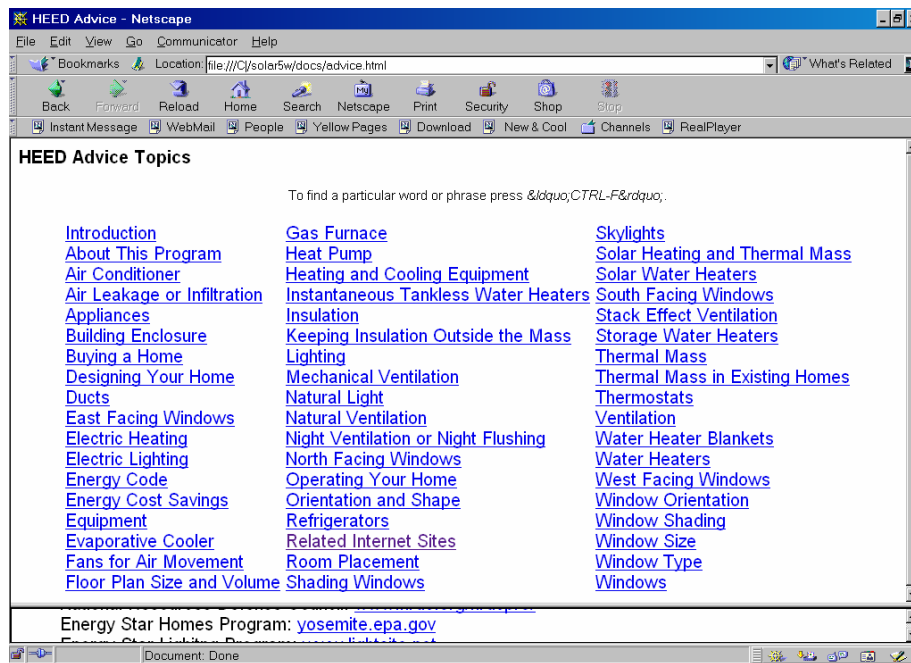 HEED Advice - Netscape
File Edit View Go Communicator Help
Bookmarks Location: file:///C|/solar5w/docs/advice.html What's Related
Back Forward Reload Home Search Netscape Print Security Shop Stop
Instant Message WebMail People Yellow Pages Download New & Cool Channels RealPlayer
HEED Advice Topics
To find a particular word or phrase press &ldquo;CTRL-F&rdquo;.
Introduction
About This Program
Air Conditioner
Air Leakage or Infiltration
Appliances
Building Enclosure
Buying a Home
Designing Your Home
Ducts
East Facing Windows
Electric Heating
Electric Lighting
Energy Code
Energy Cost Savings
Equipment
Evaporative Cooler
Fans for Air Movement
Floor Plan Size and Volume
Gas Furnace
Heat Pump
Heating and Cooling Equipment
Instantaneous Tankless Water Heaters
Insulation
Keeping Insulation Outside the Mass
Lighting
Mechanical Ventilation
Natural Light
Natural Ventilation
Night Ventilation or Night Flushing
North Facing Windows
Operating Your Home
Orientation and Shape
Refrigerators
Related Internet Sites
Room Placement
Shading Windows
Skylights
Solar Heating and Thermal Mass
Solar Water Heaters
South Facing Windows
Stack Effect Ventilation
Storage Water Heaters
Thermal Mass
Thermal Mass in Existing Homes
Thermostats
Ventilation
Water Heater Blankets
Water Heaters
West Facing Windows
Window Orientation
Window Shading
Window Size
Window Type
Windows
Energy Star Homes Program: yosemite.epa.gov
Document: Done